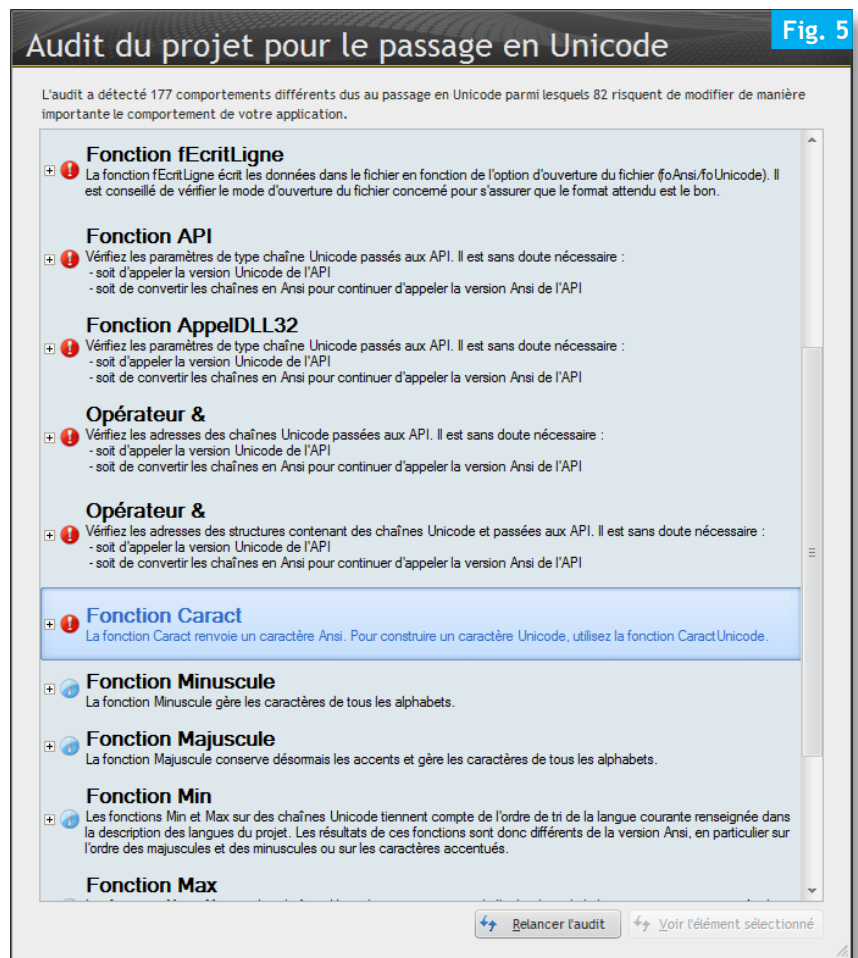 Audit du projet pour le passage en Unicode
Fig. 5
L'audit a détecté 177 comportements différents dus au passage en Unicode parmi lesquels 82 risquent de modifier de manière
importante le comportement de votre application.
Fonction fEcritLigne
La fonction fEcritLigne écrit les données dans le fichier en fonction de l'option d'ouverture du fichier (foAnsi/foUnicode). Il
est conseillé de vérifier le mode d'ouverture du fichier concerné pour s'assurer que le format attendu est le bon.
Fonction API
Vérifiez les paramètres de type chaîne Unicode passés aux API. Il est sans doute nécessaire :
- soit d'appeler la version Unicode de l'API
- soit de convertir les chaînes en Ansi pour continuer d'appeler la version Ansi de l'API
Fonction AppelDLL32
Vérifiez les paramètres de type chaîne Unicode passés aux API. Il est sans doute nécessaire :
- soit d'appeler la version Unicode de l'API
- soit de convertir les chaînes en Ansi pour continuer d'appeler la version Ansi de l'API
Opérateur &
Vérifiez les adresses des chaînes Unicode passées aux API. Il est sans doute nécessaire :
- soit d'appeler la version Unicode de l'API
- soit de convertir les chaînes en Ansi pour continuer d'appeler la version Ansi de l'API
Opérateur &
Vérifiez les adresses des structures contenant des chaînes Unicode et passées aux API. Il est sans doute nécessaire :
- soit d'appeler la version Unicode de l'API
- soit de convertir les chaînes en Ansi pour continuer d'appeler la version Ansi de l'API
Fonction Caract
La fonction Caract renvoie un caractère Ansi. Pour construire un caractère Unicode, utilisez la fonction CaractUnicode.
Fonction Minuscule
La fonction Minuscule gère les caractères de tous les alphabets.
Fonction Majuscule
La fonction Majuscule conserve désormais les accents et gère les caractères de tous les alphabets.
Fonction Min
Les fonctions Min et Max sur des chaînes Unicode tiennent compte de l'ordre de tri de la langue courante renseignée dans
la description des langues du projet. Les résultats de ces fonctions sont donc différents de la version Ansi, en particulier sur
l'ordre des majuscules et des minuscules ou sur les caractères accentués.
Fonction Max
Relancer l'audit
Voir l'élément sélectionné